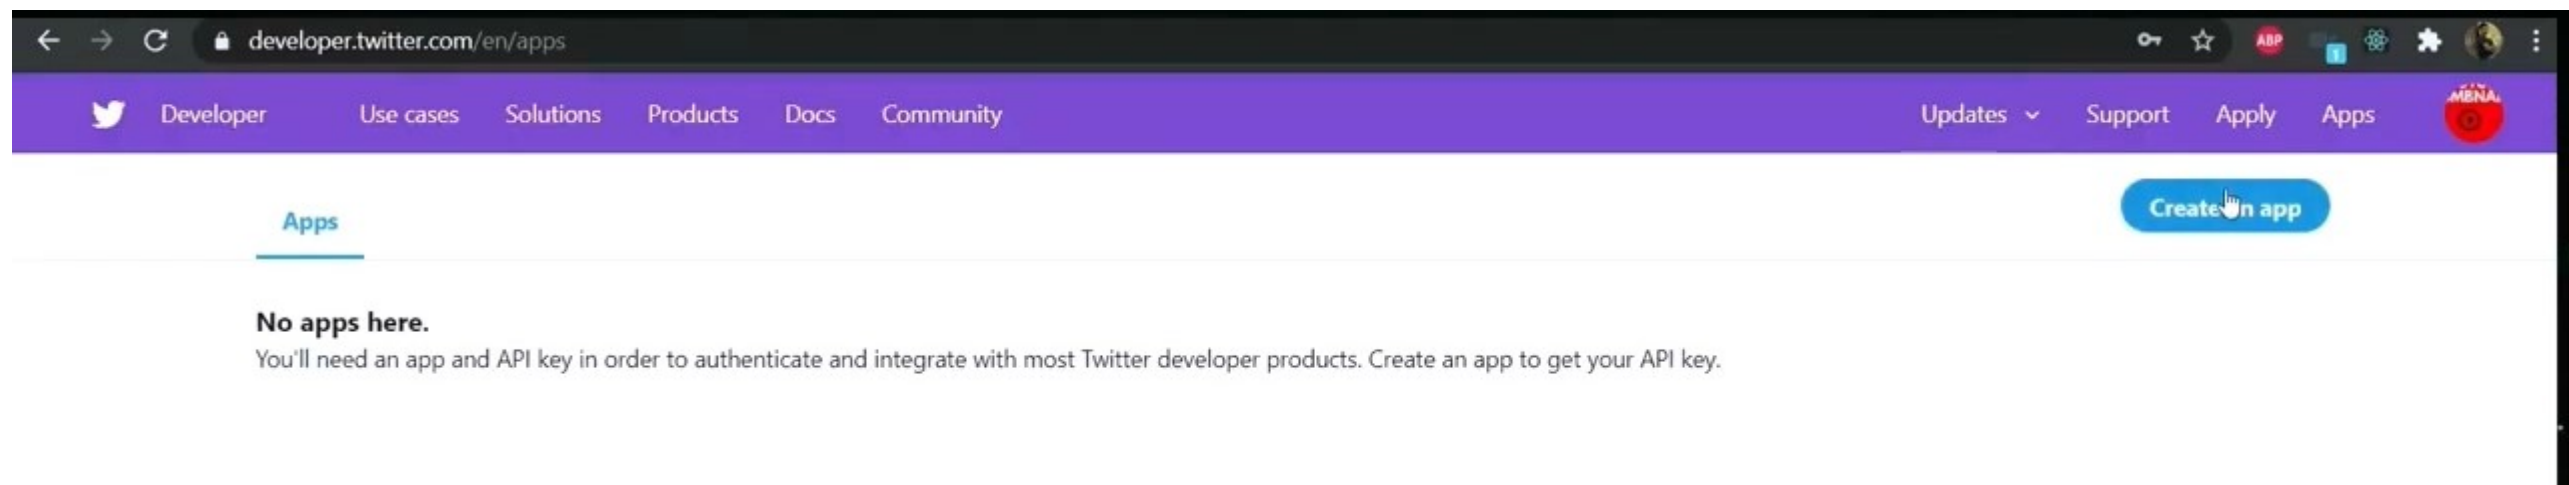 developer.twitter.com/en/apps
ABP
1
Developer Use cases Solutions Products Docs Community Updates Support Apply Apps
Apps
Create an app
No apps here.
You'll need an app and API key in order to authenticate and integrate with most Twitter developer products. Create an app to get your API key.